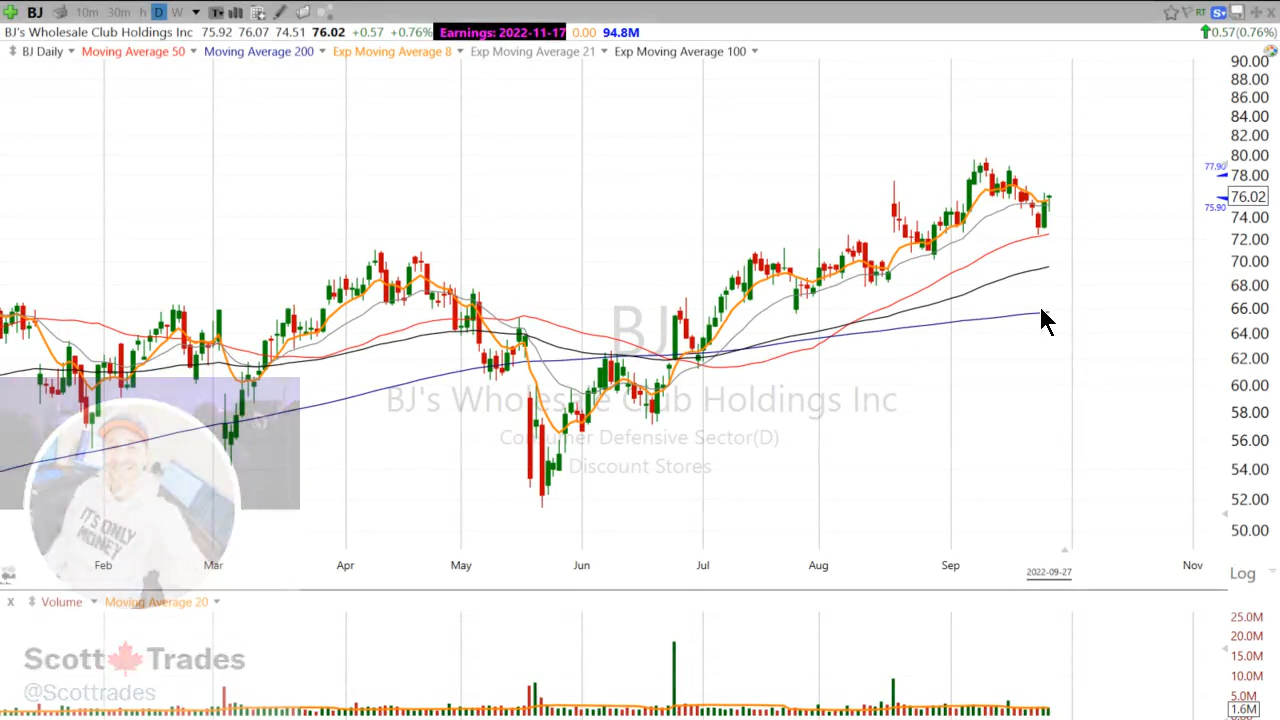 BJ 10m 30m h D W T RT S
BJ's Wholesale Club Holdings Inc 75.92 76.07 74.51 76.02 +0.57 +0.76% Earnings: 2022-11-17 0.00 94.8M 0.57(0.76%)
BJ Daily Moving Average 50 Moving Average 200 Exp Moving Average 8 Exp Moving Average 21 Exp Moving Average 100
90.00
88.00
86.00
84.00
82.00
80.00
77.90
78.00
76.02
75.90
74.00
72.00
70.00
68.00
66.00
64.00
62.00
60.00
58.00
56.00
54.00
52.00
50.00
BJ
BJ's Wholesale Club Holdings Inc
Consumer Defensive Sector(D)
Discount Stores
IT'S ONLY
MONEY
Feb Mar Apr May Jun Jul Aug Sep Nov
2022-09-27
Log
X Volume Moving Average 20
25.0M
20.0M
15.0M
10.0M
5.0M
1.6M
Scott Trades
@Scottrades